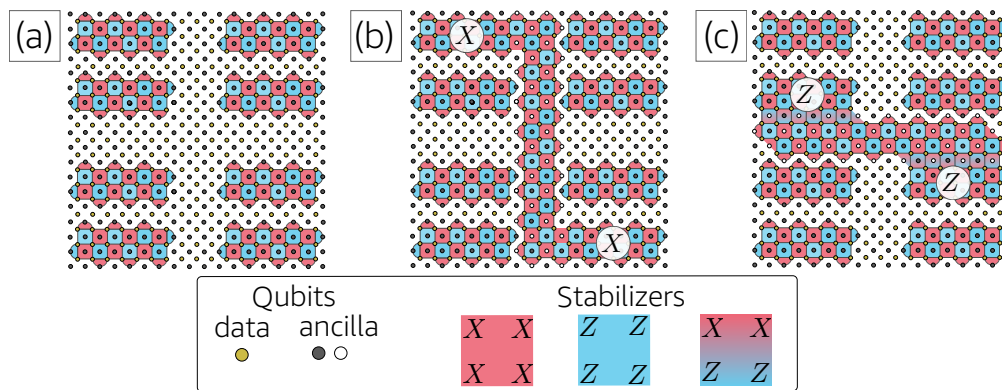 (a)
(b)
(c)
X
X
Z
Z
Qubits
data
ancilla
Stabilizers
X X
X X
Z Z
Z Z
X X
Z Z